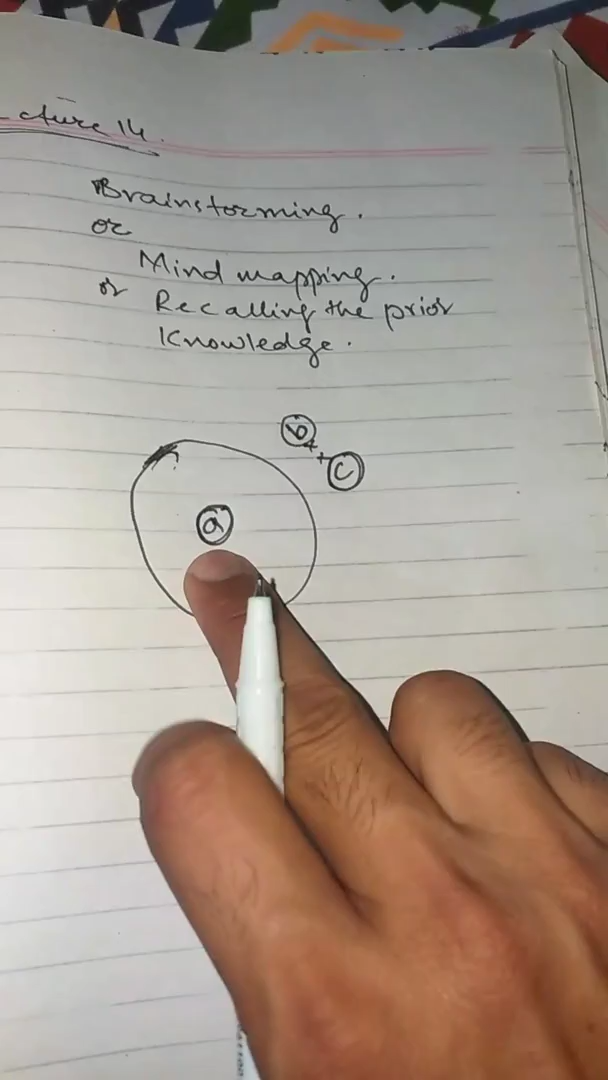 cture 14.
Brainstorming.
or
Mind mapping.
or Recalling the prior
Knowledge.
b
c
a